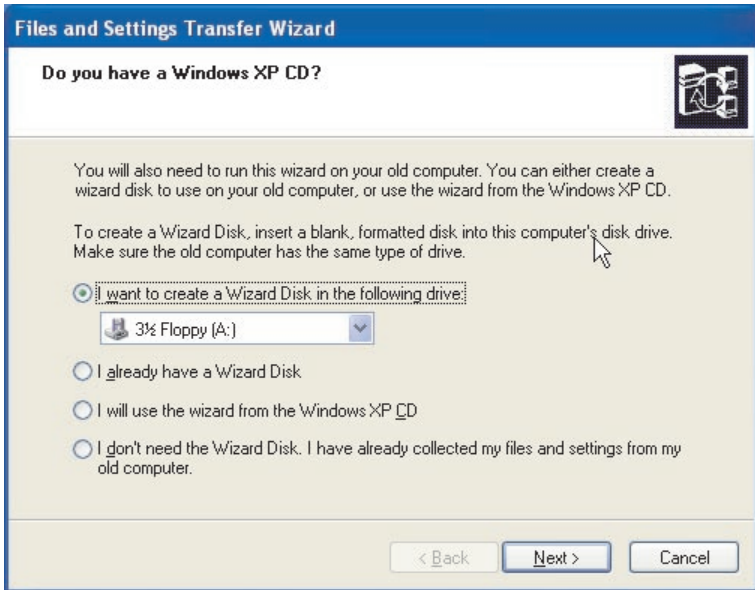 Files and Settings Transfer Wizard
Do you have a Windows XP CD?
You will also need to run this wizard on your old computer. You can either create a
wizard disk to use on your old computer, or use the wizard from the Windows XP CD.
To create a Wizard Disk, insert a blank, formatted disk into this computer's disk drive.
Make sure the old computer has the same type of drive.
I want to create a Wizard Disk in the following drive:
3½ Floppy (A:)
I already have a Wizard Disk
I will use the wizard from the Windows XP CD
I don't need the Wizard Disk. I have already collected my files and settings from my
old computer.
< Back Next > Cancel